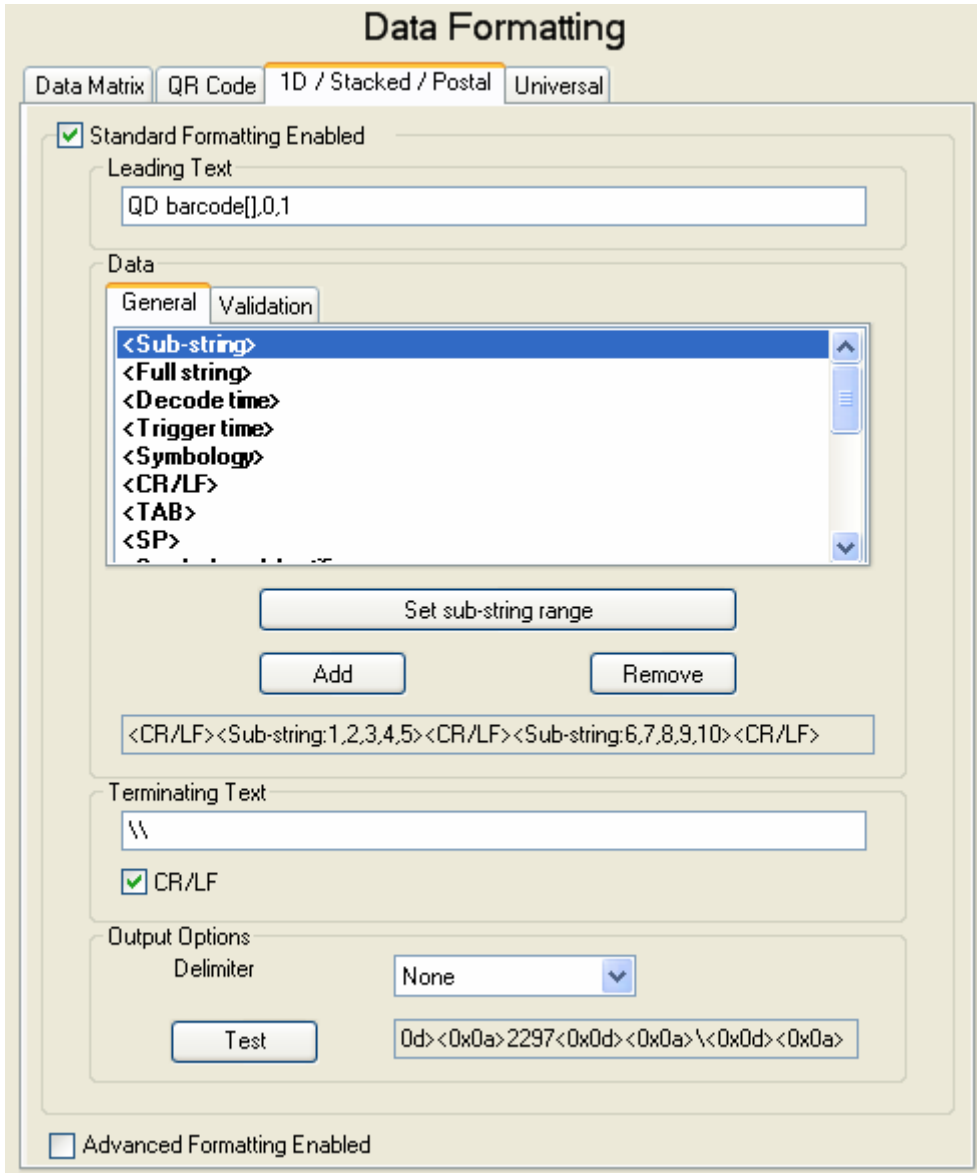 Data Formatting
Data Matrix QR Code 1D / Stacked / Postal Universal
Standard Formatting Enabled
Leading Text
QD barcode[],0,1
Data
General Validation
<Sub-string>
<Full string>
<Decode time>
<Trigger time>
<Symbology>
<CR/LF>
<TAB>
<SP>
Set sub-string range
Add Remove
<CR/LF><Sub-string:1,2,3,4,5><CR/LF><Sub-string:6,7,8,9,10><CR/LF>
Terminating Text
\\
CR/LF
Output Options
Delimiter None
Test 0d><0x0a>2297<0x0d><0x0a>\<0x0d><0x0a>
Advanced Formatting Enabled